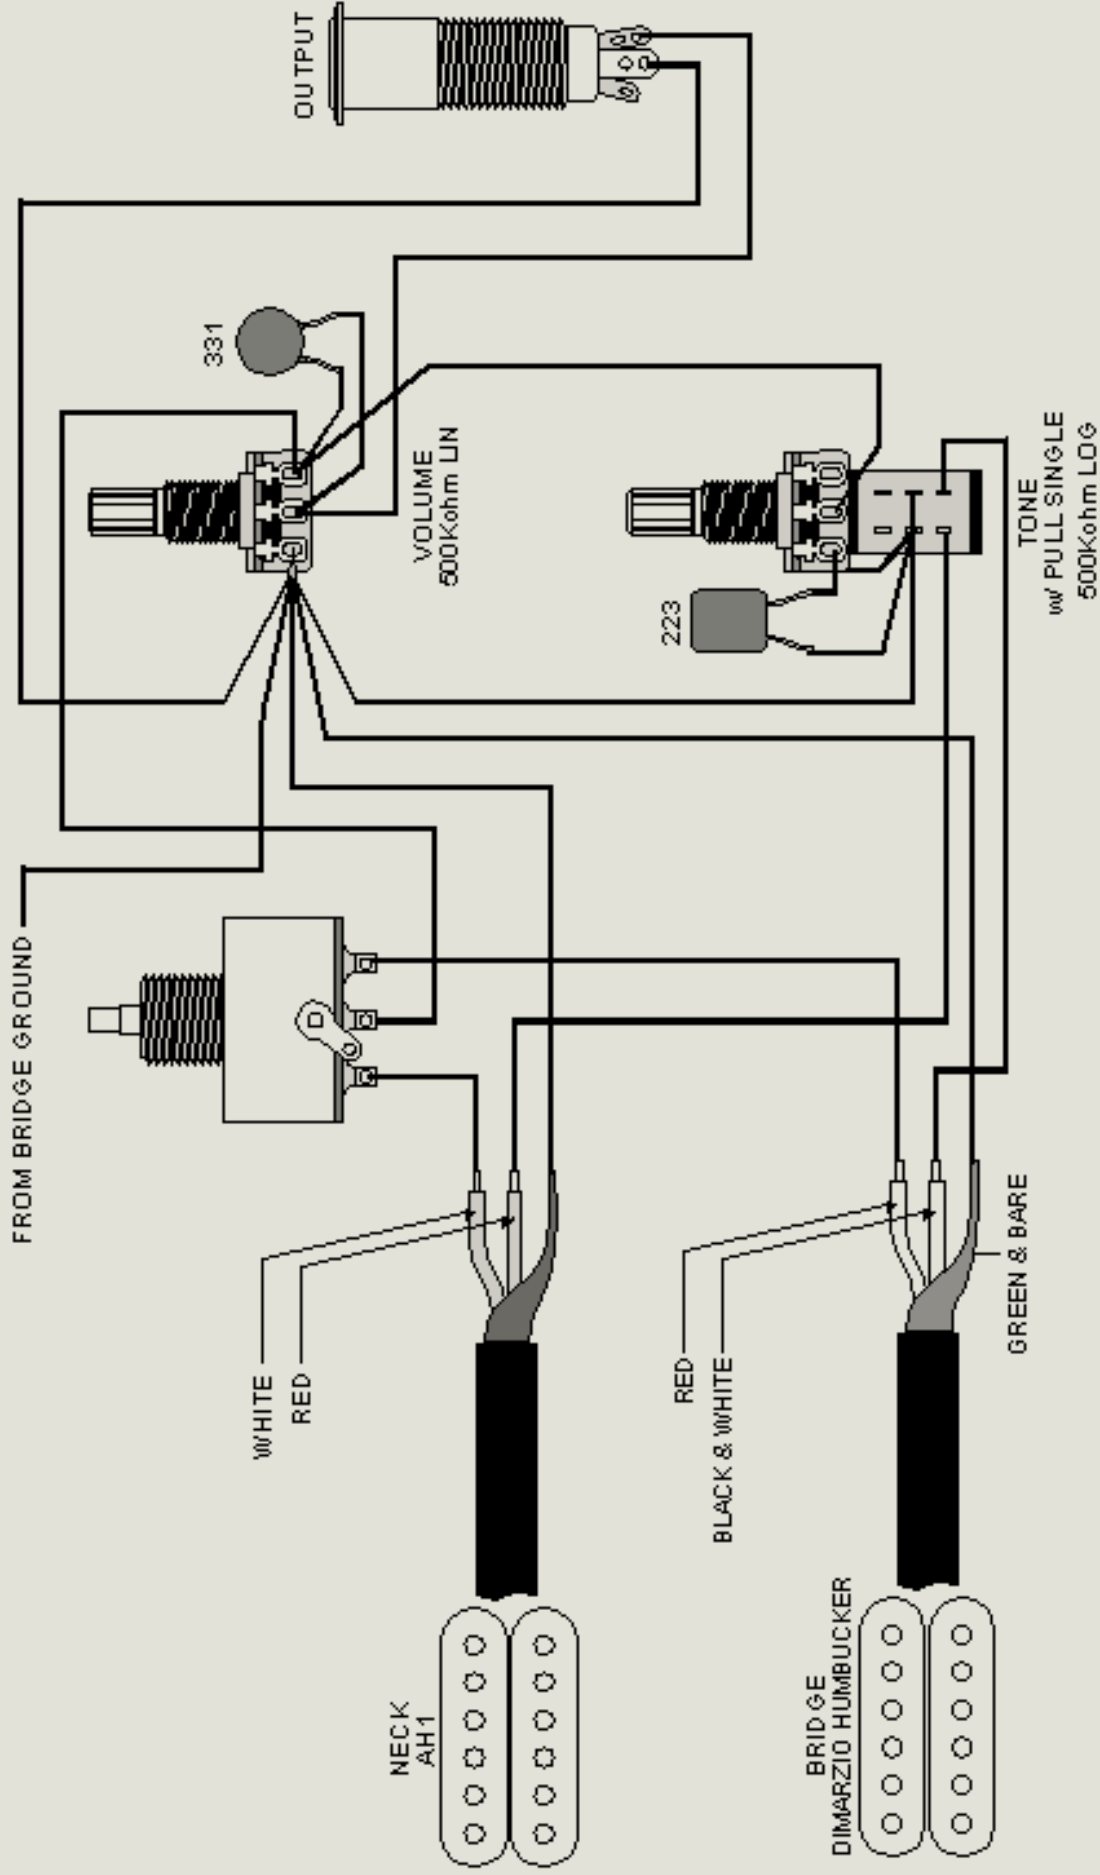 OUTPUT
331
VOLUME
500Kohm LIN
223
TONE
w/ PULL SINGLE
500Kohm LOG
FROM BRIDGE GROUND
WHITE
RED
RED
BLACK & WHITE
GREEN & BARE
NECK
AH1
BRIDGE
DIMARZIO HUMBUCKER